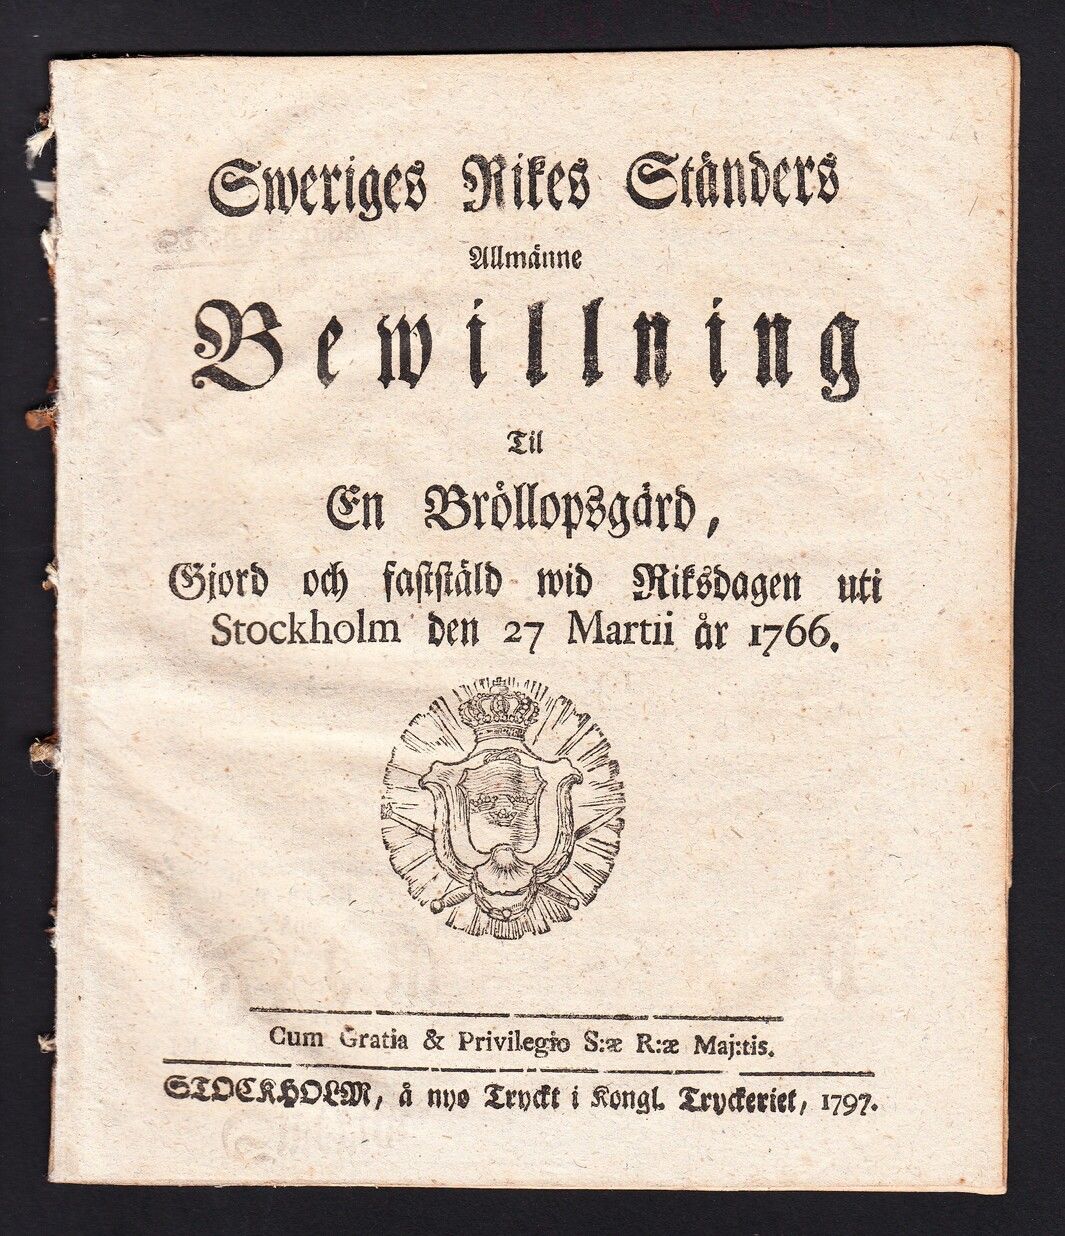 Sweriges Rikes Ständers
Allmänne
Bewillning
Til
En Bröllopsgärd,
Gjord och faststäld wid Riksdagen uti
Stockholm den 27 Martii år 1766.
Cum Gratia & Privilegio S:æ R:æ Maj:tis.
STOCKHOLM, å nyo Tryckt i Kongl. Tryckeriet, 1797.